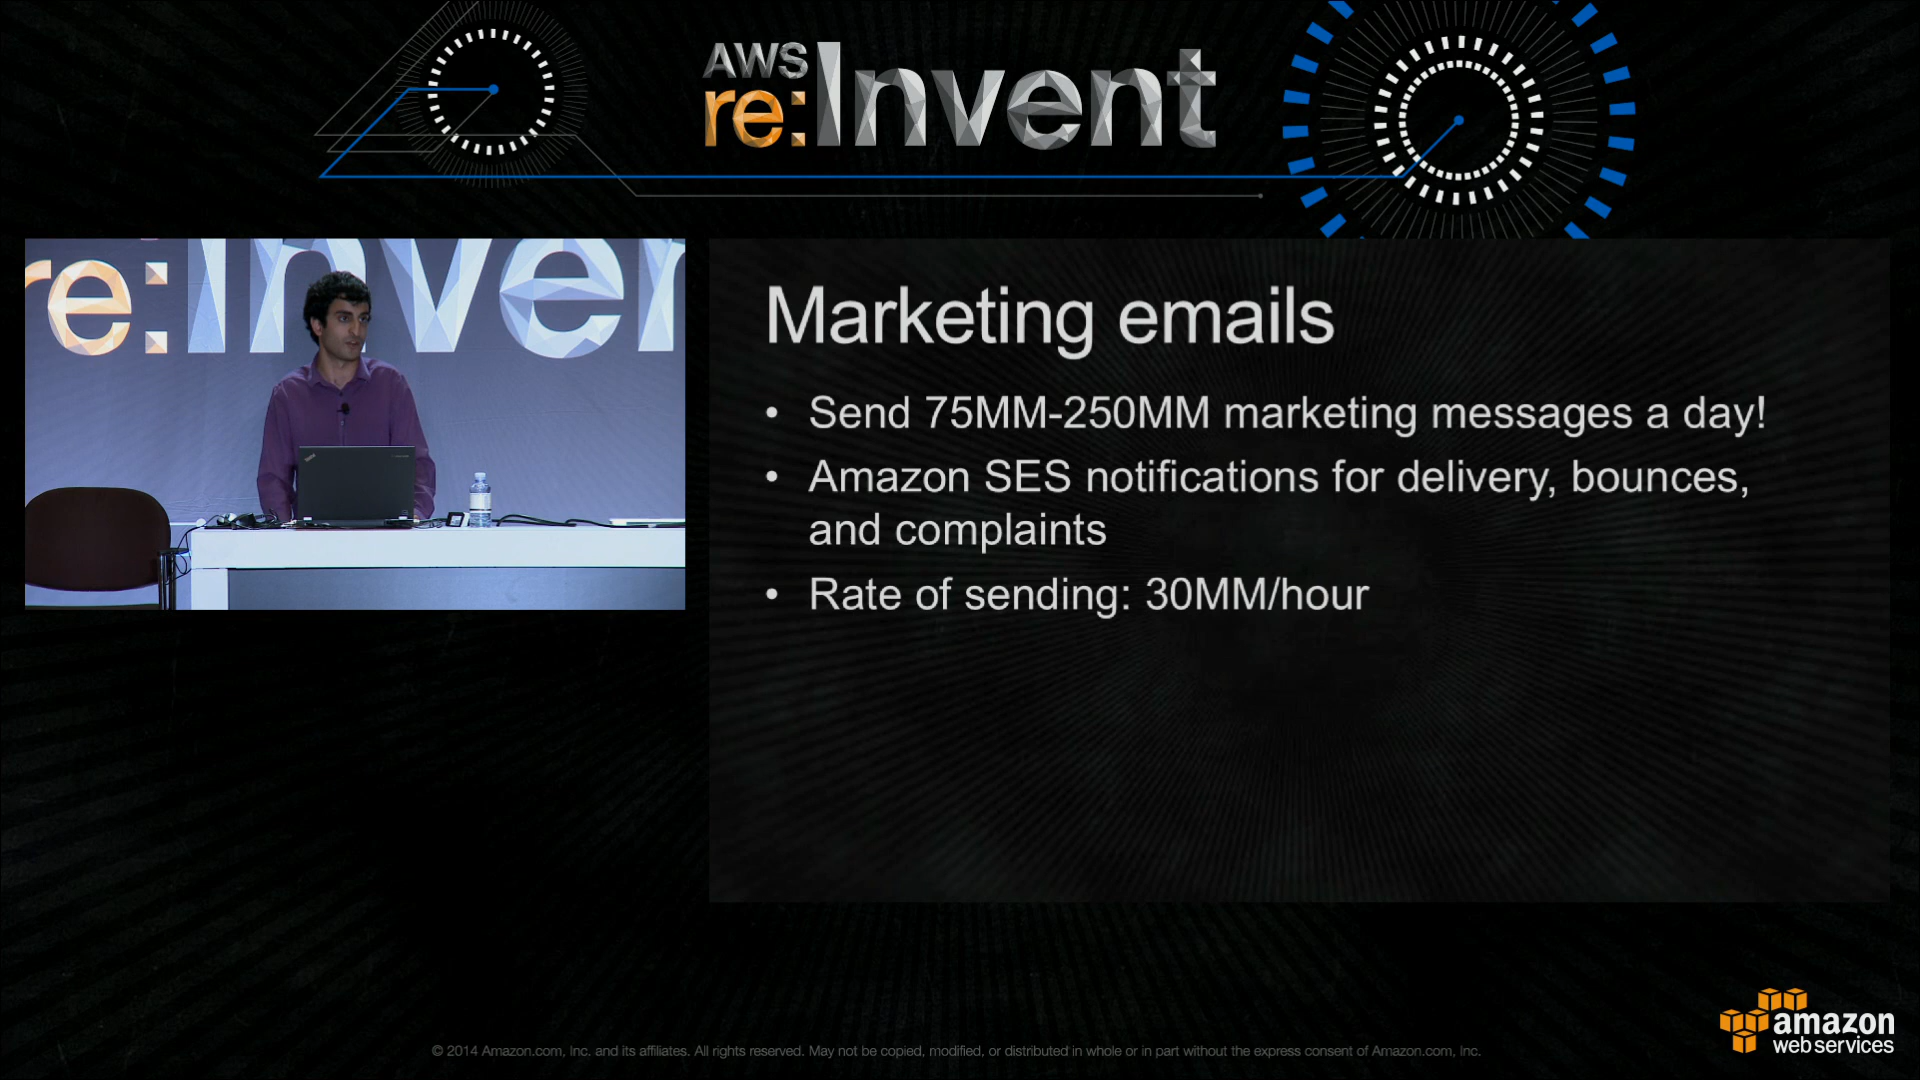 AWS
re:Invent
re:Inven
Marketing emails
• Send 75MM-250MM marketing messages a day!
• Amazon SES notifications for delivery, bounces,
and complaints
• Rate of sending: 30MM/hour
© 2014 Amazon.com, Inc. and its affiliates. All rights reserved. May not be copied, modified, or distributed in whole or in part without the express consent of Amazon.com, Inc.
amazon
web services